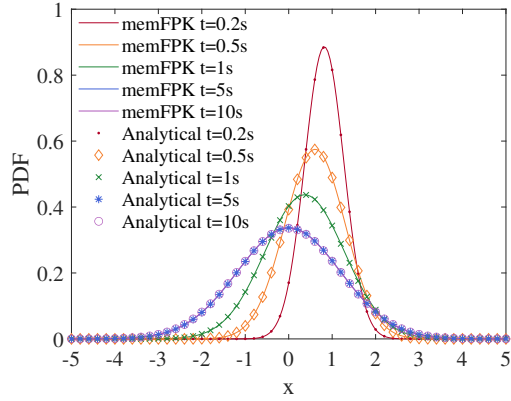 1
0.8
0.6
0.4
0.2
0
PDF
memFPK t=0.2s
memFPK t=0.5s
memFPK t=1s
memFPK t=5s
memFPK t=10s
Analytical t=0.2s
Analytical t=0.5s
Analytical t=1s
Analytical t=5s
Analytical t=10s
-5 -4 -3 -2 -1 0 1 2 3 4 5
x